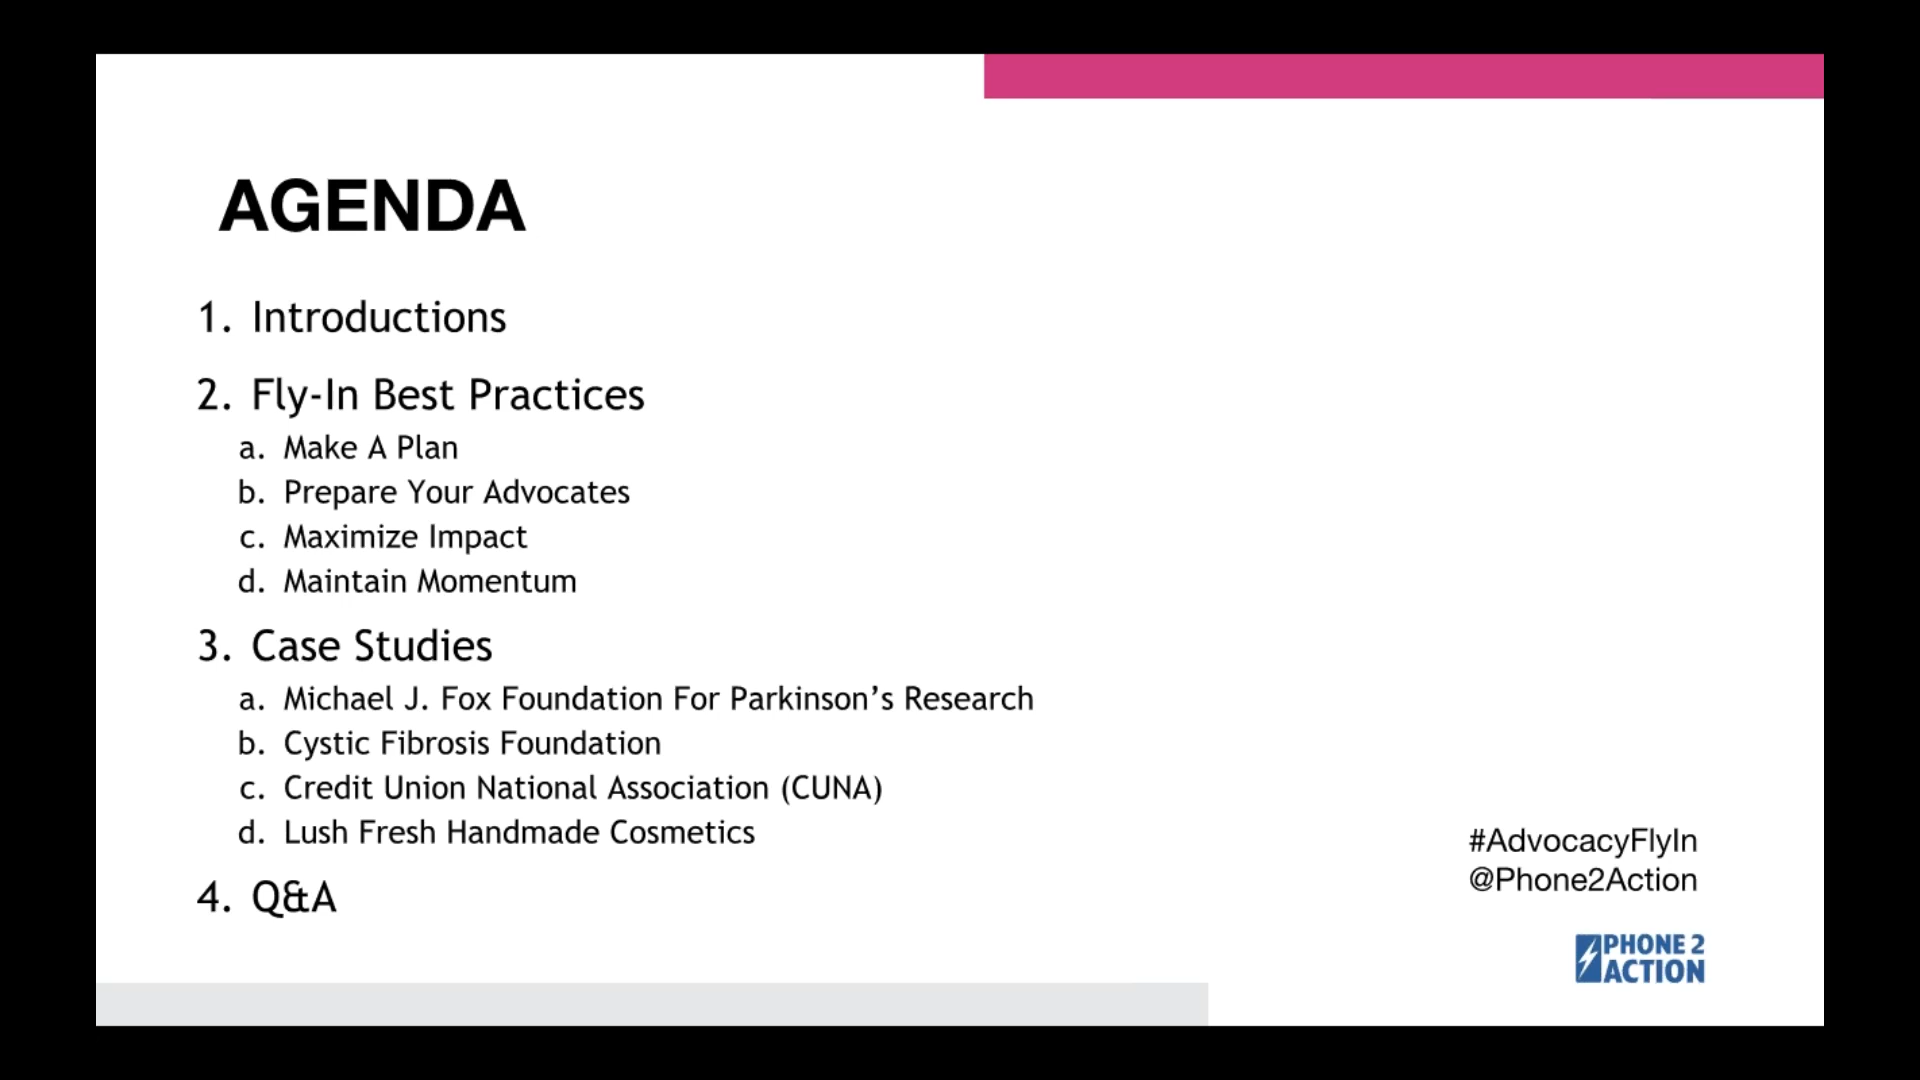 AGENDA
1. Introductions
2. Fly-In Best Practices
a. Make A Plan
b. Prepare Your Advocates
c. Maximize Impact
d. Maintain Momentum
3. Case Studies
a. Michael J. Fox Foundation For Parkinson’s Research
b. Cystic Fibrosis Foundation
c. Credit Union National Association (CUNA)
d. Lush Fresh Handmade Cosmetics
4. Q&A
#AdvocacyFlyIn
@Phone2Action
PHONE 2
ACTION